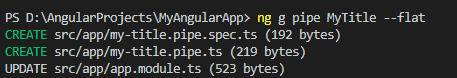 PS D:\AngularProjects\MyAngularApp> ng g pipe MyTitle --flat
CREATE src/app/my-title.pipe.spec.ts (192 bytes)
CREATE src/app/my-title.pipe.ts (219 bytes)
UPDATE src/app/app.module.ts (523 bytes)